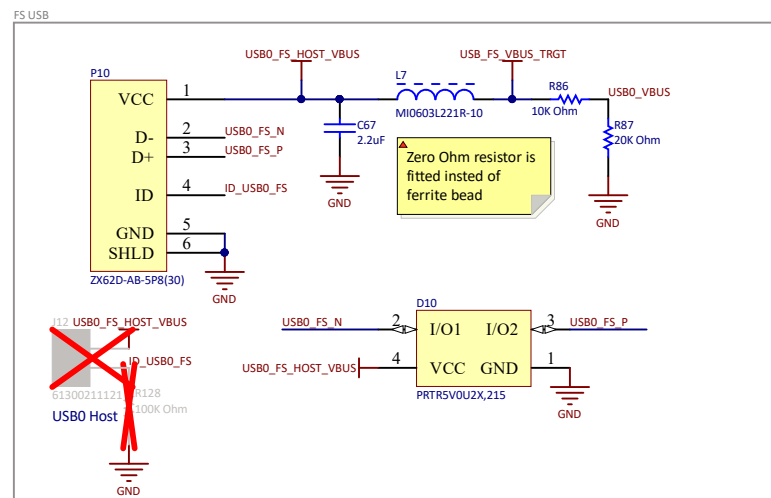 FS USB
USB0_FS_HOST_VBUS
USB_FS_VBUS_TRGT
P10
L7
R86
USB0_VBUS
VCC
1
MI0603L221R-10
10K Ohm
C67
2.2uF
R87
20K Ohm
D-
2
USB0_FS_N
D+
3
USB0_FS_P
Zero Ohm resistor is
fitted insted of
ferrite bead
ID
4
ID_USB0_FS
GND
GND
GND
5
SHLD
6
ZX62D-AB-5P8(30)
GND
D10
J12
USB0_FS_HOST_VBUS
USB0_FS_N
2
I/O1
I/O2
3
USB0_FS_P
ID_USB0_FS
USB0_FS_HOST_VBUS
4
VCC
GND
1
61300211121
R128
100K Ohm
PRTR5V0U2X,215
USB0 Host
GND
GND